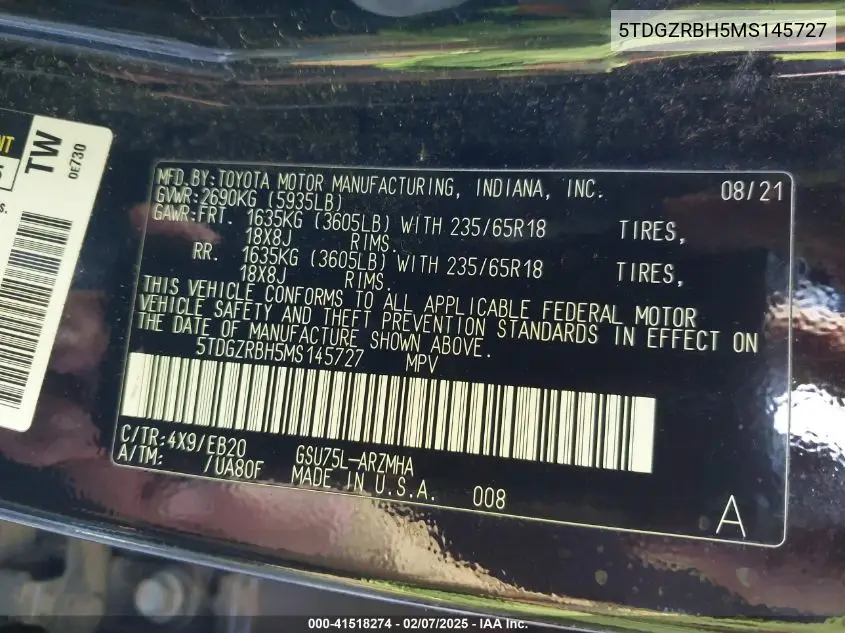 5TDGZRBH5MS145727
NT
5
TW
0E730
s.
MFD.BY:TOYOTA MOTOR MANUFACTURING, INDIANA, INC. 08/21
GVWR:2690KG (5935LB)
GAWR:FRT. 1635KG (3605LB) WITH 235/65R18 TIRES,
18X8J RIMS.
RR. 1635KG (3605LB) WITH 235/65R18 TIRES,
18X8J RIMS.
THIS VEHICLE CONFORMS TO ALL APPLICABLE FEDERAL MOTOR
VEHICLE SAFETY AND THEFT PREVENTION STANDARDS IN EFFECT ON
THE DATE OF MANUFACTURE SHOWN ABOVE.
5TDGZRBH5MS145727 MPV
C/TR:4X9/EB20 GSU75L-ARZMHA
A/TM: /UA80F MADE IN U.S.A. 008
A
000-41518274 - 02/07/2025 - IAA Inc.